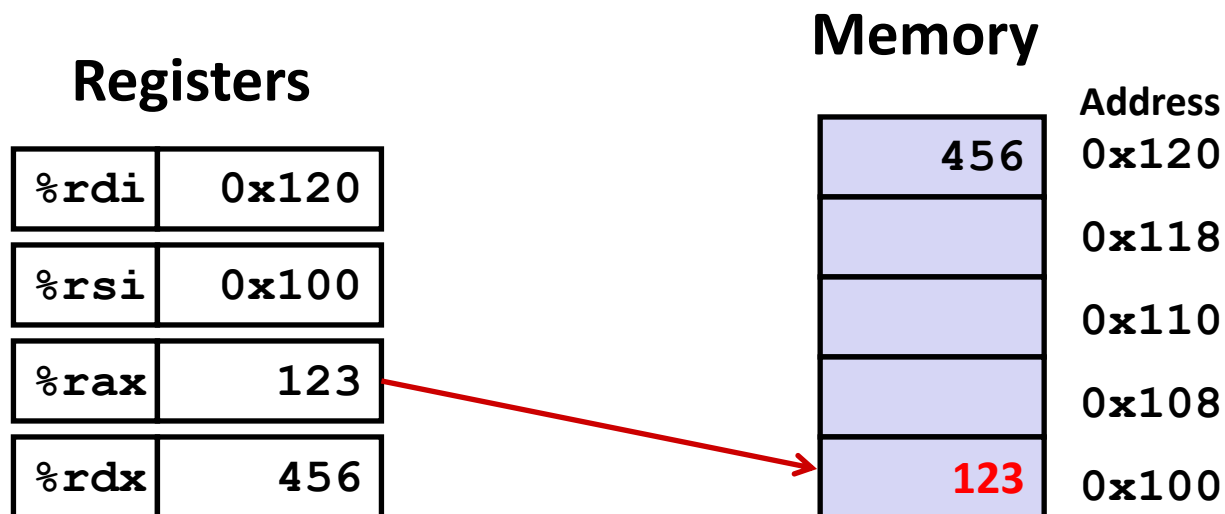 Registers
%rdi 0x120
%rsi 0x100
%rax 123
%rdx 456
Memory
Address
456 0x120
0x118
0x110
0x108
123 0x100